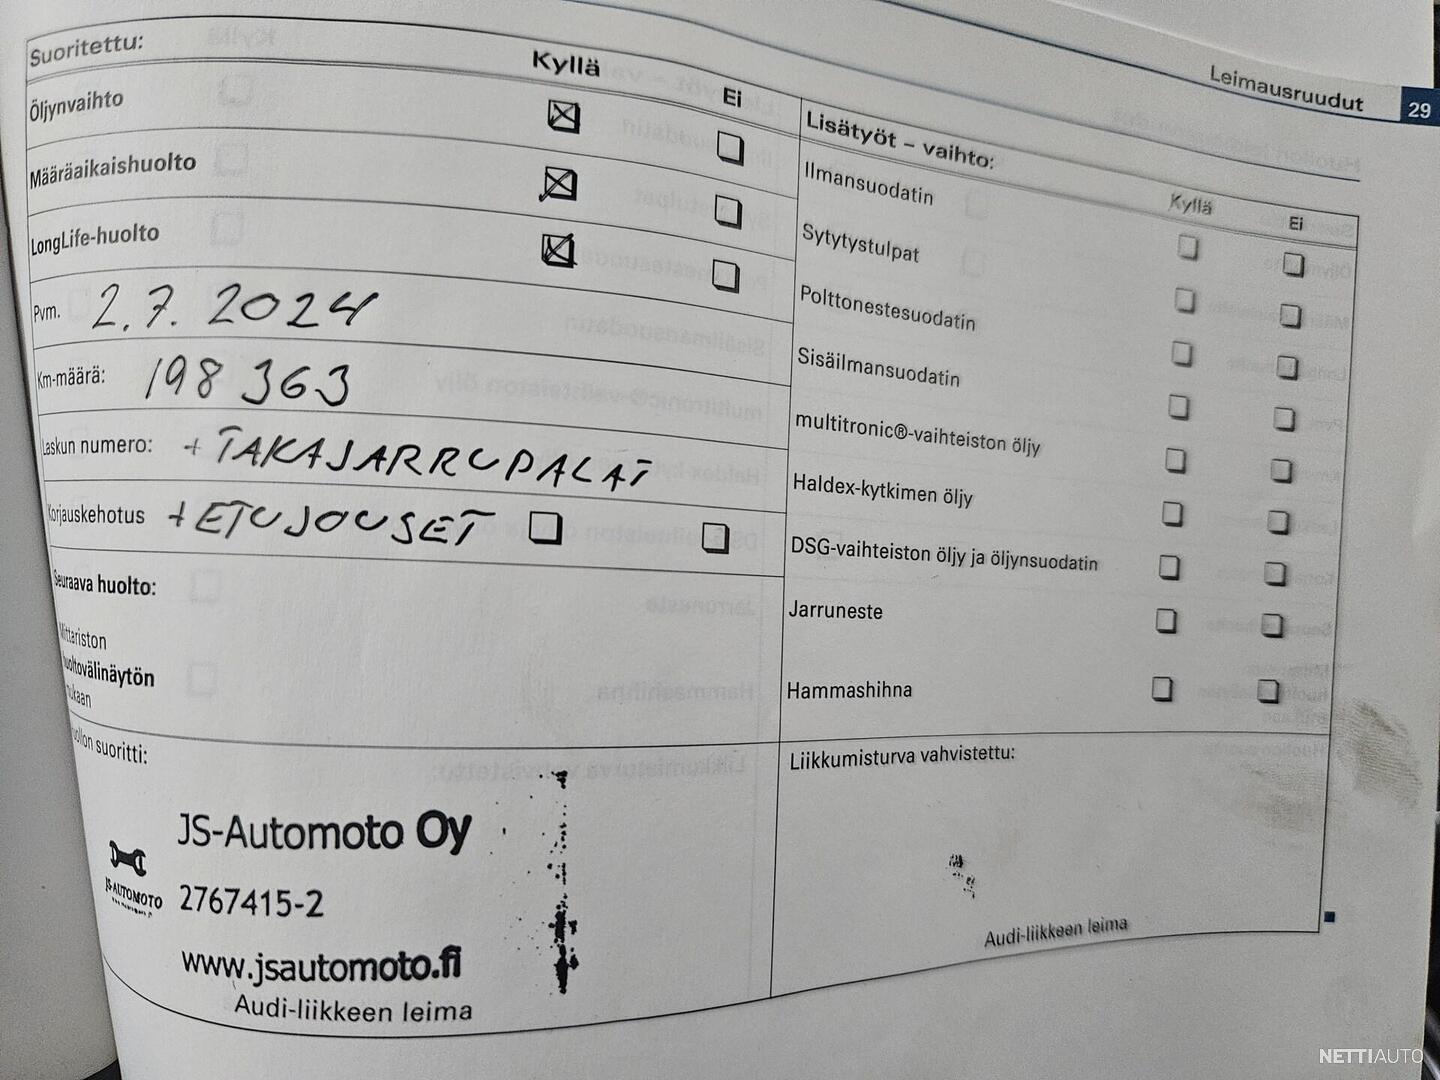 Leimausruudut 29
Suoritettu:
Kyllä
Ei
Öljynvaihto
Määräaikaishuolto
LongLife-huolto
Pvm. 2.7.2024
Km-määrä: 198 363
Laskun numero: + TAKAJARRUPALAT
Korjauskehotus + ETUJOUSET
Seuraava huolto:
Mittariston
huoltovälinäytön
mukaan
Huollon suoritti:
JS-Automoto Oy
JS-AUTOMOTO
2767415-2
www.jsautomoto.fi
Audi-liikkeen leima
Lisätyöt – vaihto:
Kyllä
Ei
Ilmansuodatin
Sytytystulpat
Polttonestesuodatin
Sisäilmansuodatin
multitronic®-vaihteiston öljy
Haldex-kytkimen öljy
DSG-vaihteiston öljy ja öljynsuodatin
Jarruneste
Hammashihna
Liikkumisturva vahvistettu:
Audi-liikkeen leima
NETTIAUTO